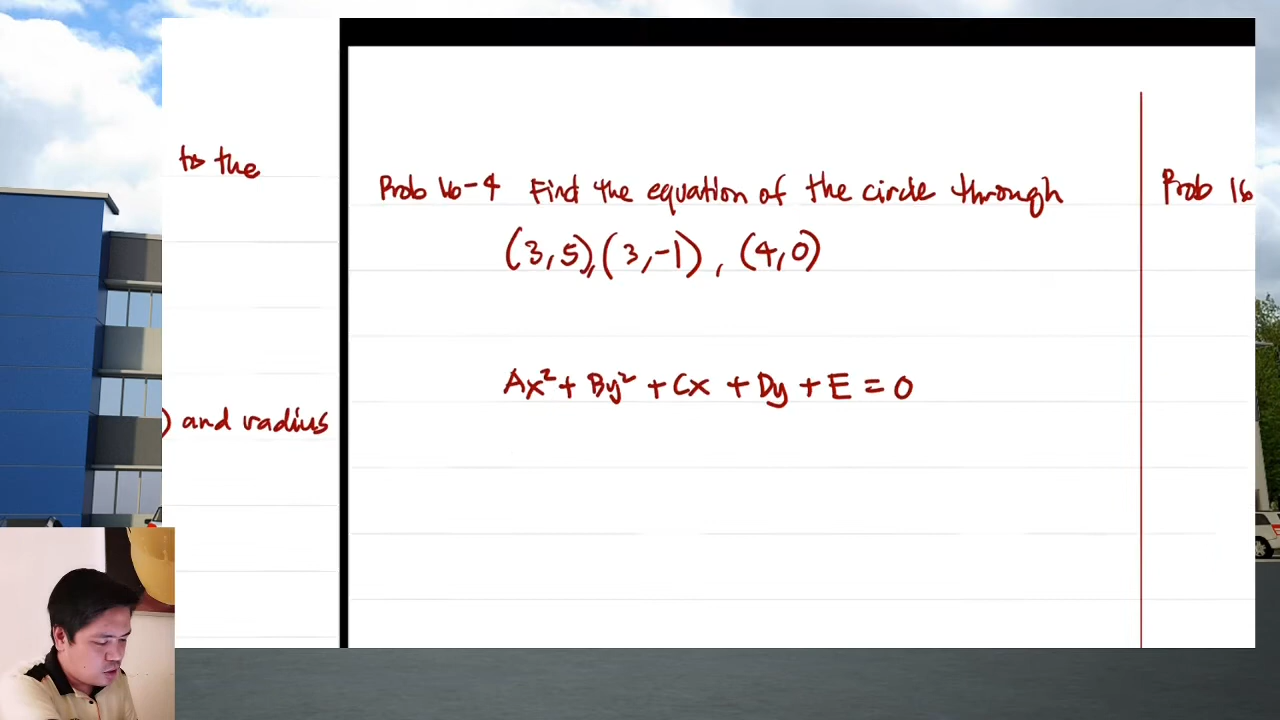 to the
) and radius
Prob 16-4 Find the equation of the circle through
(3,5), (3,-1), (4,0)
Ax² + By² + Cx + Dy + E = 0
Prob 16